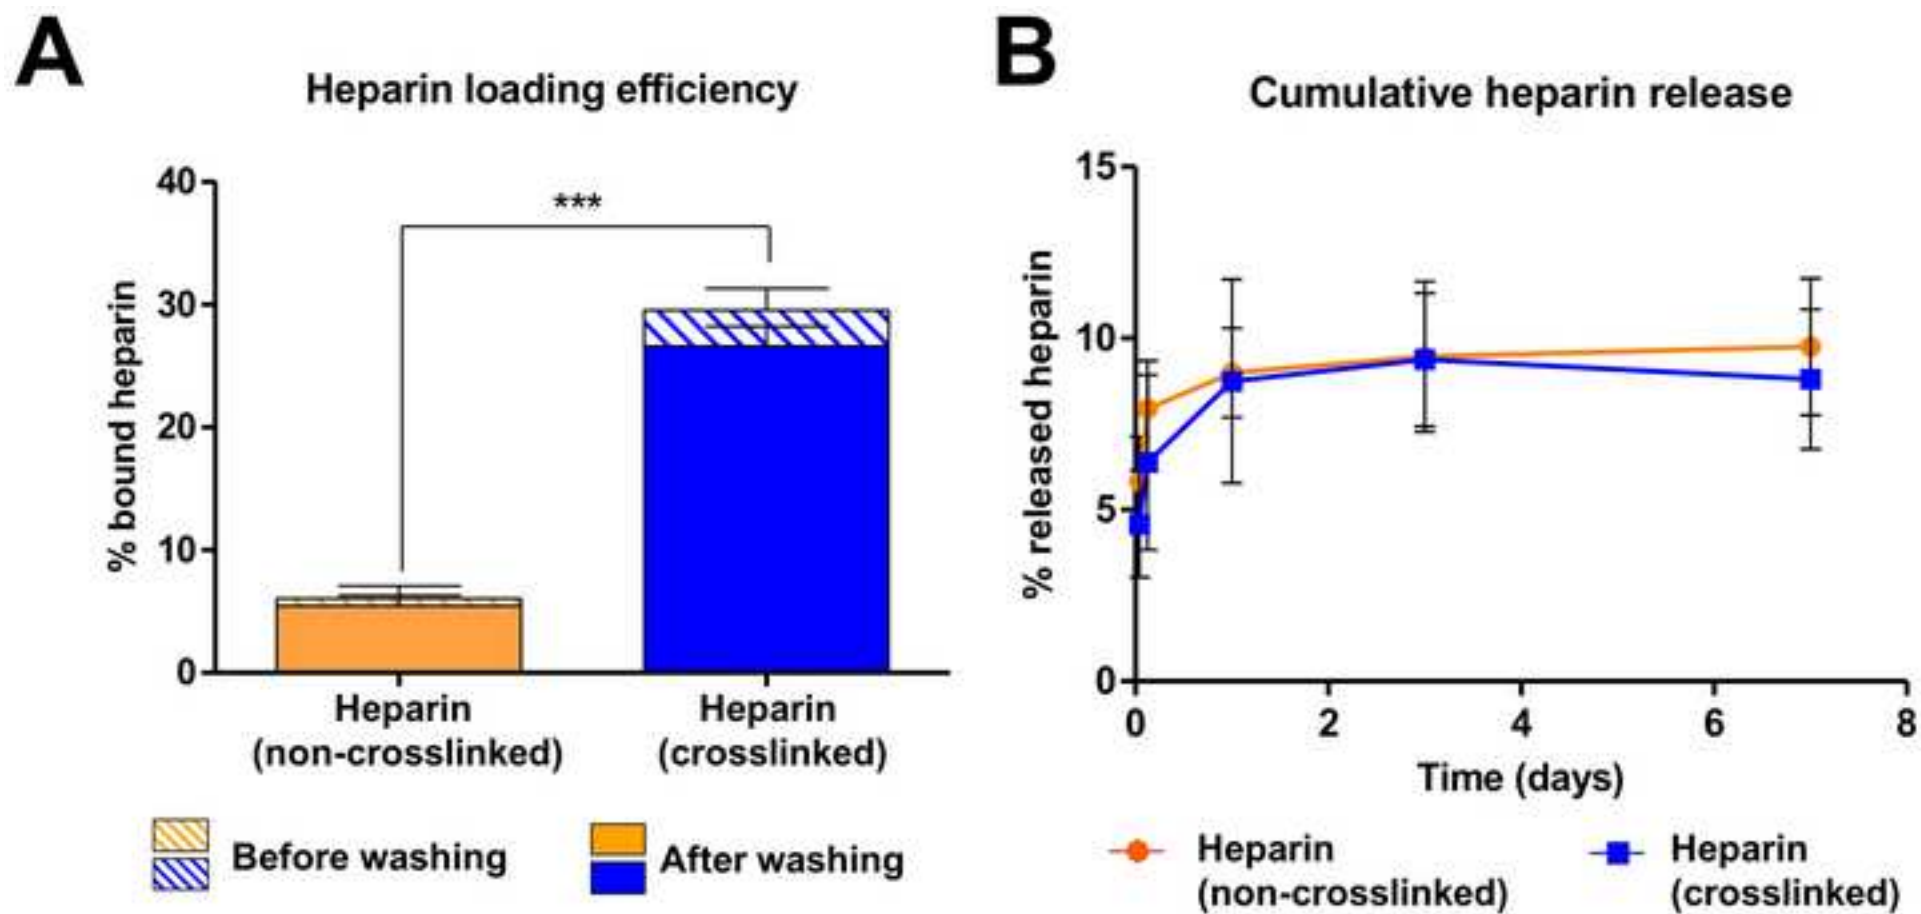 A
Heparin loading efficiency
% bound heparin
40
30
20
10
0
***
Heparin
(non-crosslinked)
Heparin
(crosslinked)
Before washing
After washing
B
Cumulative heparin release
% released heparin
15
10
5
0
0 2 4 6 8
Time (days)
Heparin
(non-crosslinked)
Heparin
(crosslinked)